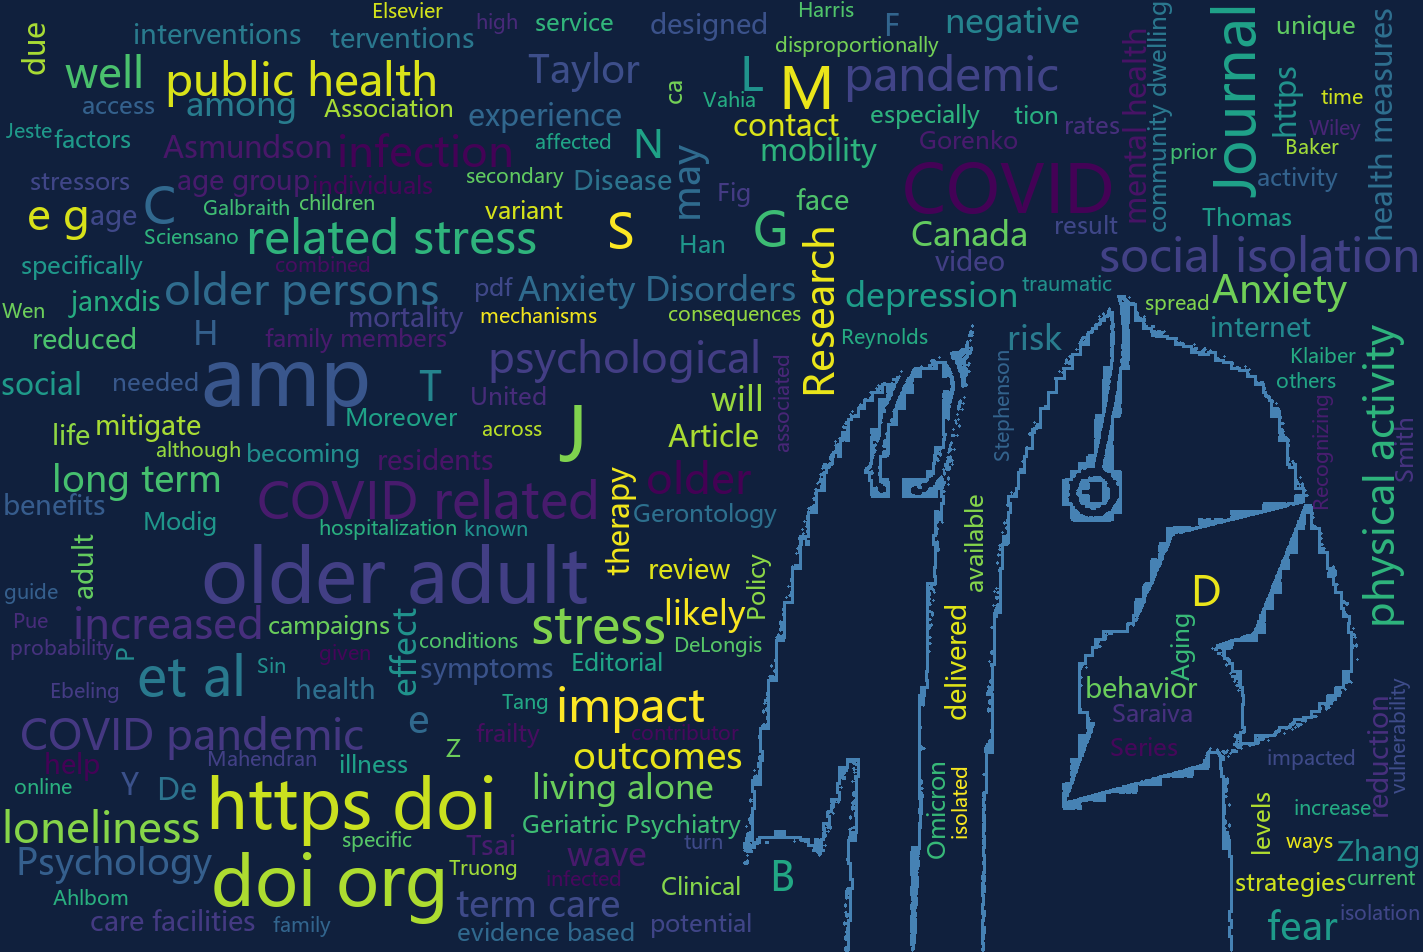 Elsevier
high
service
designed
Harris
F
negative
unique
due
interventions
terventions
disproportionally
community dwelling
Journal
health measures
well
public health
Taylor
L
M
pandemic
mental health
https
time
access
among
Association
experience
ca
Vahia
especially
tion
rates
Wiley
Jeste
factors
Asmundson
infection
affected
N
contact
mobility
Gorenko
prior
Baker
stressors
age group
individuals
secondary
Disease
may
Fig
COVID
activity
e g
age
C
Galbraith
children
variant
S
G
face
Canada
result
Thomas
Sciensano
related stress
Han
Research
video
social isolation
specifically
combined
older persons
pdf
Anxiety Disorders
depression
traumatic
spread
Anxiety
Wen
janxdis
mortality
mechanisms
consequences
Reynolds
risk
internet
reduced
H
family members
psychological
Stephenson
Klaiber
social
needed
amp
T
United
will
associated
others
physical activity
life
mitigate
Moreover
across
J
Article
Recognizing
Smith
although
becoming
residents
long term
older
benefits
Modig
COVID related
hospitalization
known
therapy
Gerontology
available
adult
older adult
review
Policy
guide
D
Pue
increased
campaigns
effect
conditions
stress
likely
delivered
Aging
probability
P
given
DeLongis
et al
Sin
health
symptoms
Editorial
behavior
Ebeling
e
Tang
impact
Saraiva
reduction
vulnerability
COVID pandemic
Z
frailty
contributor
Series
help
Mahendran
illness
outcomes
impacted
online
Y
De
https doi
living alone
Omicron
isolated
levels
increase
loneliness
specific
Geriatric Psychiatry
turn
ways
Zhang
Psychology
Tsai
wave
Truong
doi org
infected
Clinical
B
strategies
current
Ahlbom
term care
care facilities
family
evidence based
potential
fear
isolation